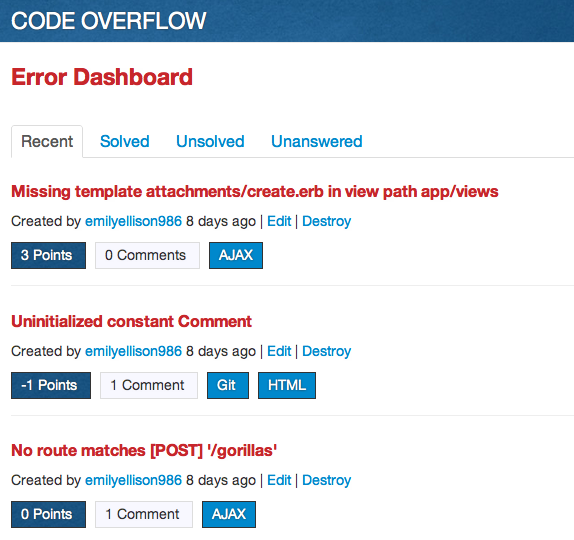 CODE OVERFLOW
Error Dashboard
Recent Solved Unsolved Unanswered
Missing template attachments/create.erb in view path app/views
Created by emilyellison986 8 days ago | Edit | Destroy
3 Points 0 Comments AJAX
Uninitialized constant Comment
Created by emilyellison986 8 days ago | Edit | Destroy
-1 Points 1 Comment Git HTML
No route matches [POST] '/gorillas'
Created by emilyellison986 8 days ago | Edit | Destroy
0 Points 1 Comment AJAX